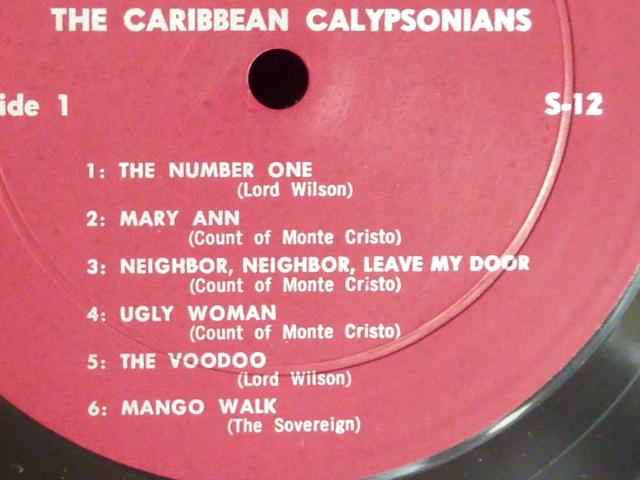 THE CARIBBEAN CALYPSONIANS
ide 1
S-12
1: THE NUMBER ONE
(Lord Wilson)
2: MARY ANN
(Count of Monte Cristo)
3: NEIGHBOR, NEIGHBOR, LEAVE MY DOOR
(Count of Monte Cristo)
4: UGLY WOMAN
(Count of Monte Cristo)
5: THE VOODOO
(Lord Wilson)
6: MANGO WALK
(The Sovereign)